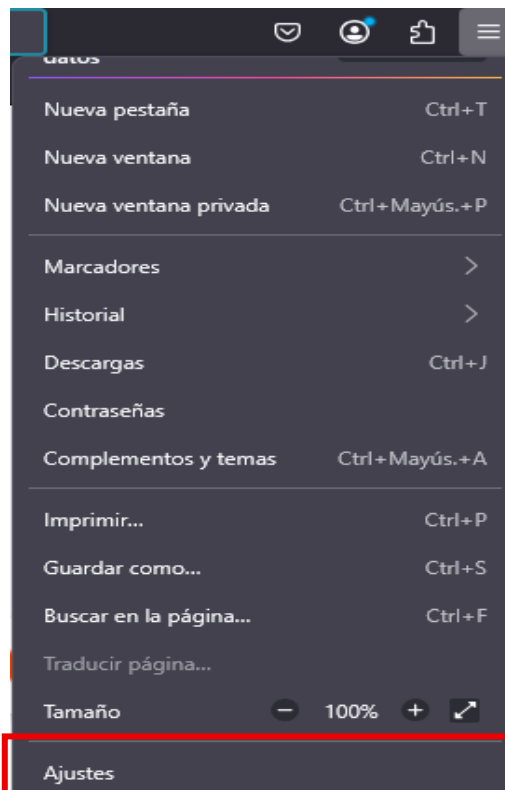 datos
Nueva pestaña Ctrl+T
Nueva ventana Ctrl+N
Nueva ventana privada Ctrl+Mayús.+P
Marcadores
Historial
Descargas Ctrl+J
Contraseñas
Complementos y temas Ctrl+Mayús.+A
Imprimir... Ctrl+P
Guardar como... Ctrl+S
Buscar en la página... Ctrl+F
Traducir página...
Tamaño − 100% +
Ajustes